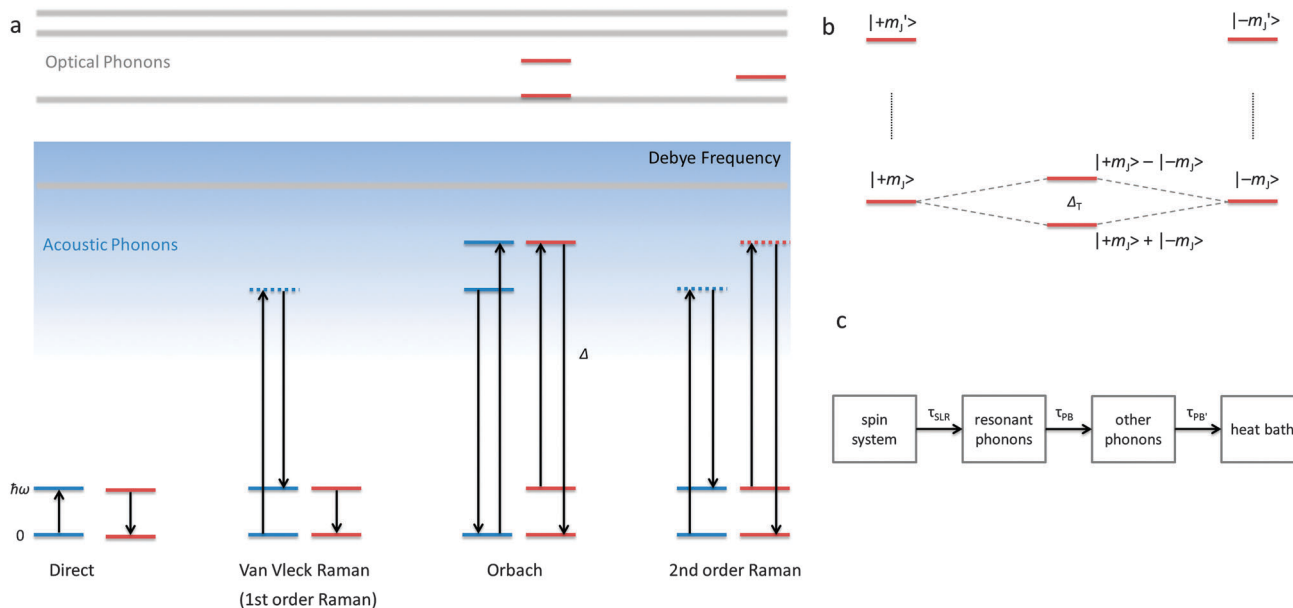 a
Optical Phonons
Debye Frequency
Acoustic Phonons
Δ
ħω
0
Direct
Van Vleck Raman
(1st order Raman)
Orbach
2nd order Raman
b
|+mJ'>
|−mJ'>
|+mJ>
|+mJ> − |−mJ>
|−mJ>
ΔT
|+mJ> + |−mJ>
c
spin
system
τSLR
resonant
phonons
τPB
other
phonons
τPB'
heat bath